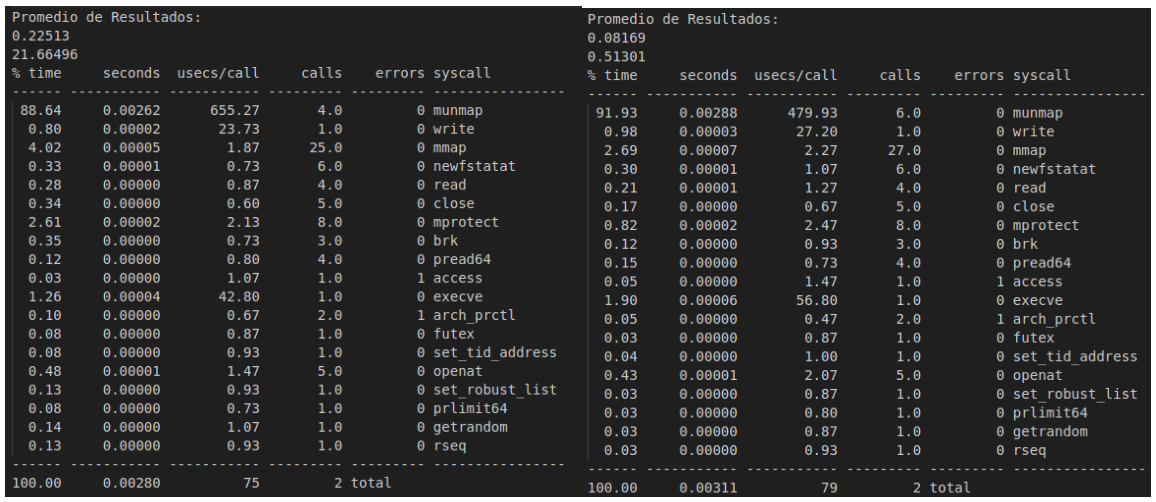 Promedio de Resultados:
0.22513
21.66496
% time     seconds  usecs/call     calls    errors syscall
------ ----------- ----------- --------- --------- ----------------
 88.64     0.00262      655.27       4.0         0 munmap
  0.80     0.00002       23.73       1.0         0 write
  4.02     0.00005        1.87      25.0         0 mmap
  0.33     0.00001        0.73       6.0         0 newfstatat
  0.28     0.00000        0.87       4.0         0 read
  0.34     0.00000        0.60       5.0         0 close
  2.61     0.00002        2.13       8.0         0 mprotect
  0.35     0.00000        0.73       3.0         0 brk
  0.12     0.00000        0.80       4.0         0 pread64
  0.03     0.00000        1.07       1.0         1 access
  1.26     0.00004       42.80       1.0         0 execve
  0.10     0.00000        0.67       2.0         1 arch_prctl
  0.08     0.00000        0.87       1.0         0 futex
  0.08     0.00000        0.93       1.0         0 set_tid_address
  0.48     0.00001        1.47       5.0         0 openat
  0.13     0.00000        0.93       1.0         0 set_robust_list
  0.08     0.00000        0.73       1.0         0 prlimit64
  0.14     0.00000        1.07       1.0         0 getrandom
  0.13     0.00000        0.93       1.0         0 rseq
------ ----------- ----------- --------- --------- ----------------
100.00     0.00280          75         2 total
Promedio de Resultados:
0.08169
0.51301
% time     seconds  usecs/call     calls    errors syscall
------ ----------- ----------- --------- --------- ----------------
 91.93     0.00288      479.93       6.0         0 munmap
  0.98     0.00003       27.20       1.0         0 write
  2.69     0.00007        2.27      27.0         0 mmap
  0.30     0.00001        1.07       6.0         0 newfstatat
  0.21     0.00001        1.27       4.0         0 read
  0.17     0.00000        0.67       5.0         0 close
  0.82     0.00002        2.47       8.0         0 mprotect
  0.12     0.00000        0.93       3.0         0 brk
  0.15     0.00000        0.73       4.0         0 pread64
  0.05     0.00000        1.47       1.0         1 access
  1.90     0.00006       56.80       1.0         0 execve
  0.05     0.00000        0.47       2.0         1 arch_prctl
  0.03     0.00000        0.87       1.0         0 futex
  0.04     0.00000        1.00       1.0         0 set_tid_address
  0.43     0.00001        2.07       5.0         0 openat
  0.03     0.00000        0.87       1.0         0 set_robust_list
  0.03     0.00000        0.80       1.0         0 prlimit64
  0.03     0.00000        0.87       1.0         0 getrandom
  0.03     0.00000        0.93       1.0         0 rseq
------ ----------- ----------- --------- --------- ----------------
100.00     0.00311          79         2 total